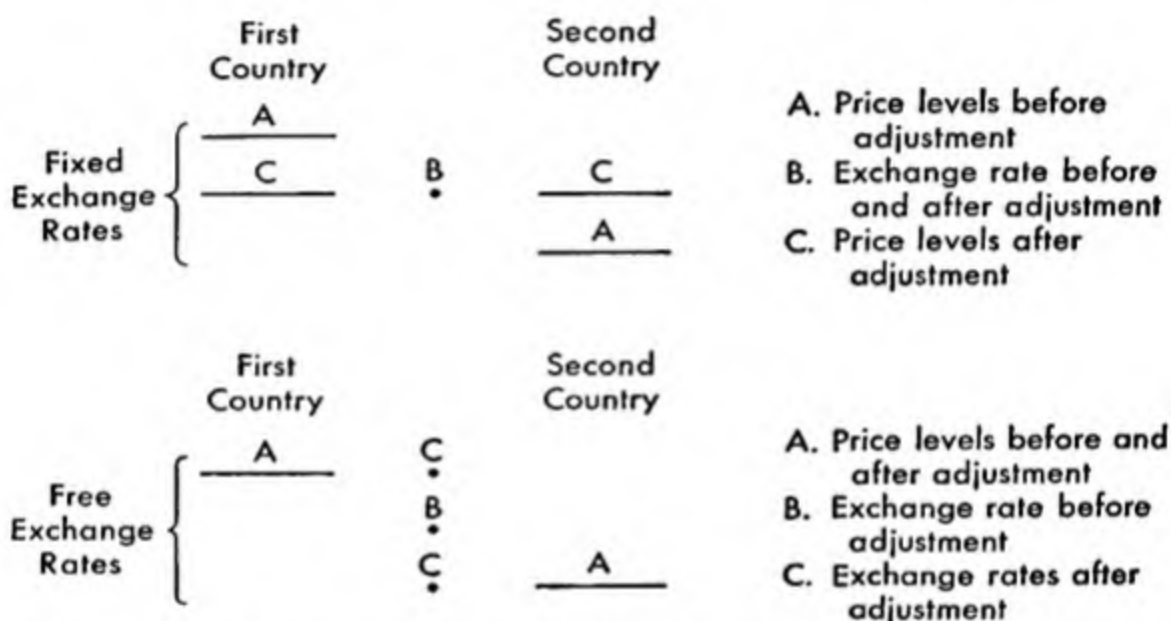 First
Country
Second
Country
A
C
B
C
A
Fixed
Exchange
Rates
A. Price levels before
adjustment
B. Exchange rate before
and after adjustment
C. Price levels after
adjustment
First
Country
Second
Country
A
C
B
C
A
Free
Exchange
Rates
A. Price levels before and
after adjustment
B. Exchange rate before
adjustment
C. Exchange rates after
adjustment